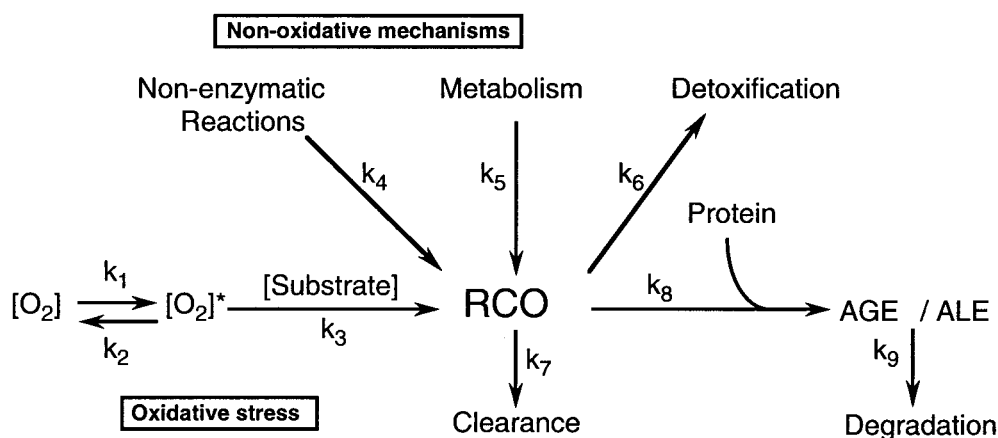 Non-oxidative mechanisms
Non-enzymatic
Reactions
Metabolism
Detoxification
k4
k5
k6
Protein
k1
[O2]
[O2]*
k2
[Substrate]
k3
RCO
k8
AGE / ALE
k7
k9
Oxidative stress
Clearance
Degradation